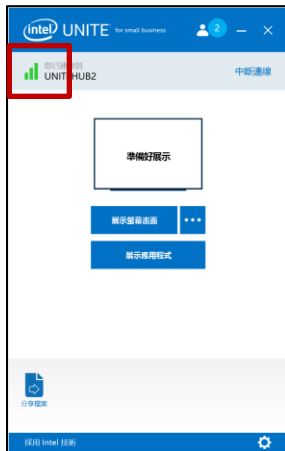 intel UNITE for small business 2
您已連線到
UNITEHUB2
中斷連線
準備好展示
展示螢幕畫面
展示應用程式
分享檔案
採用 Intel 技術